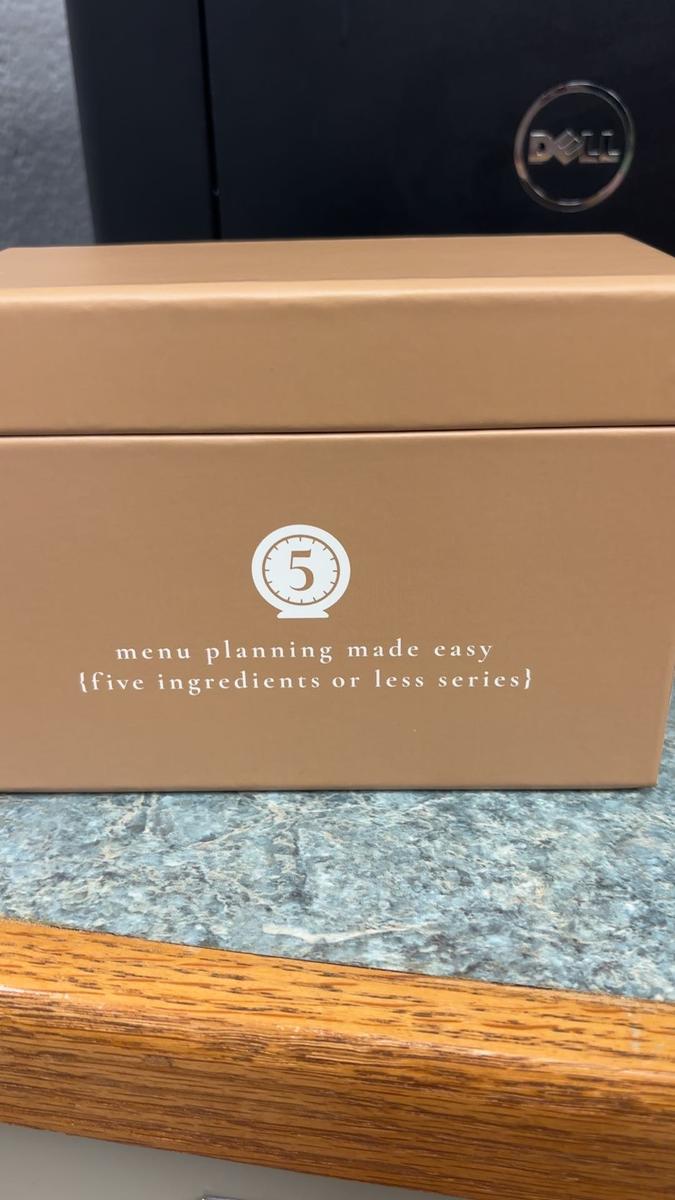 DELL
5
menu planning made easy
{five ingredients or less series}